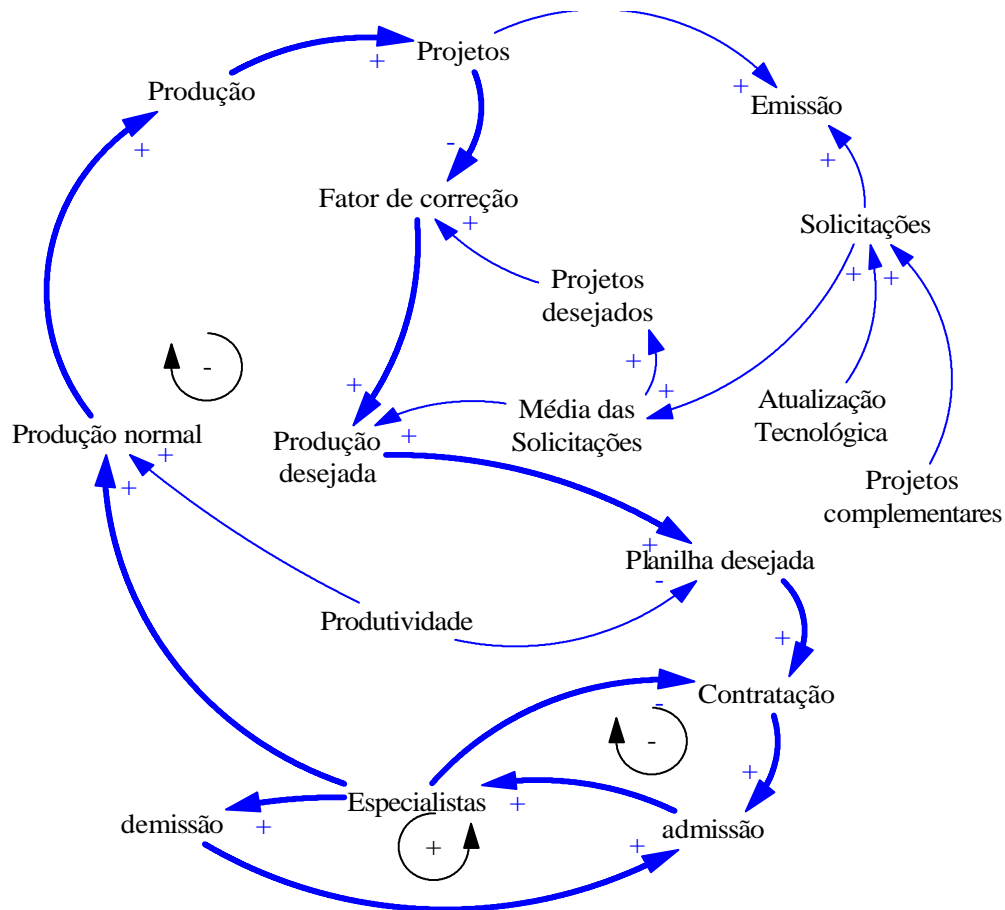 Projetos
+
Produção
+
Emissão
+
-
Fator de correção
+
+
Solicitações
+
+
+
Projetos
desejados
-
+
+
+
Média das
Solicitações
Atualização
Tecnológica
Produção normal
+
+
Produção
desejada
+
Projetos
complementares
+
Planilha desejada
-
Produtividade
+
Contratação
-
-
+
Especialistas
+
demissão
+
admissão
+
+